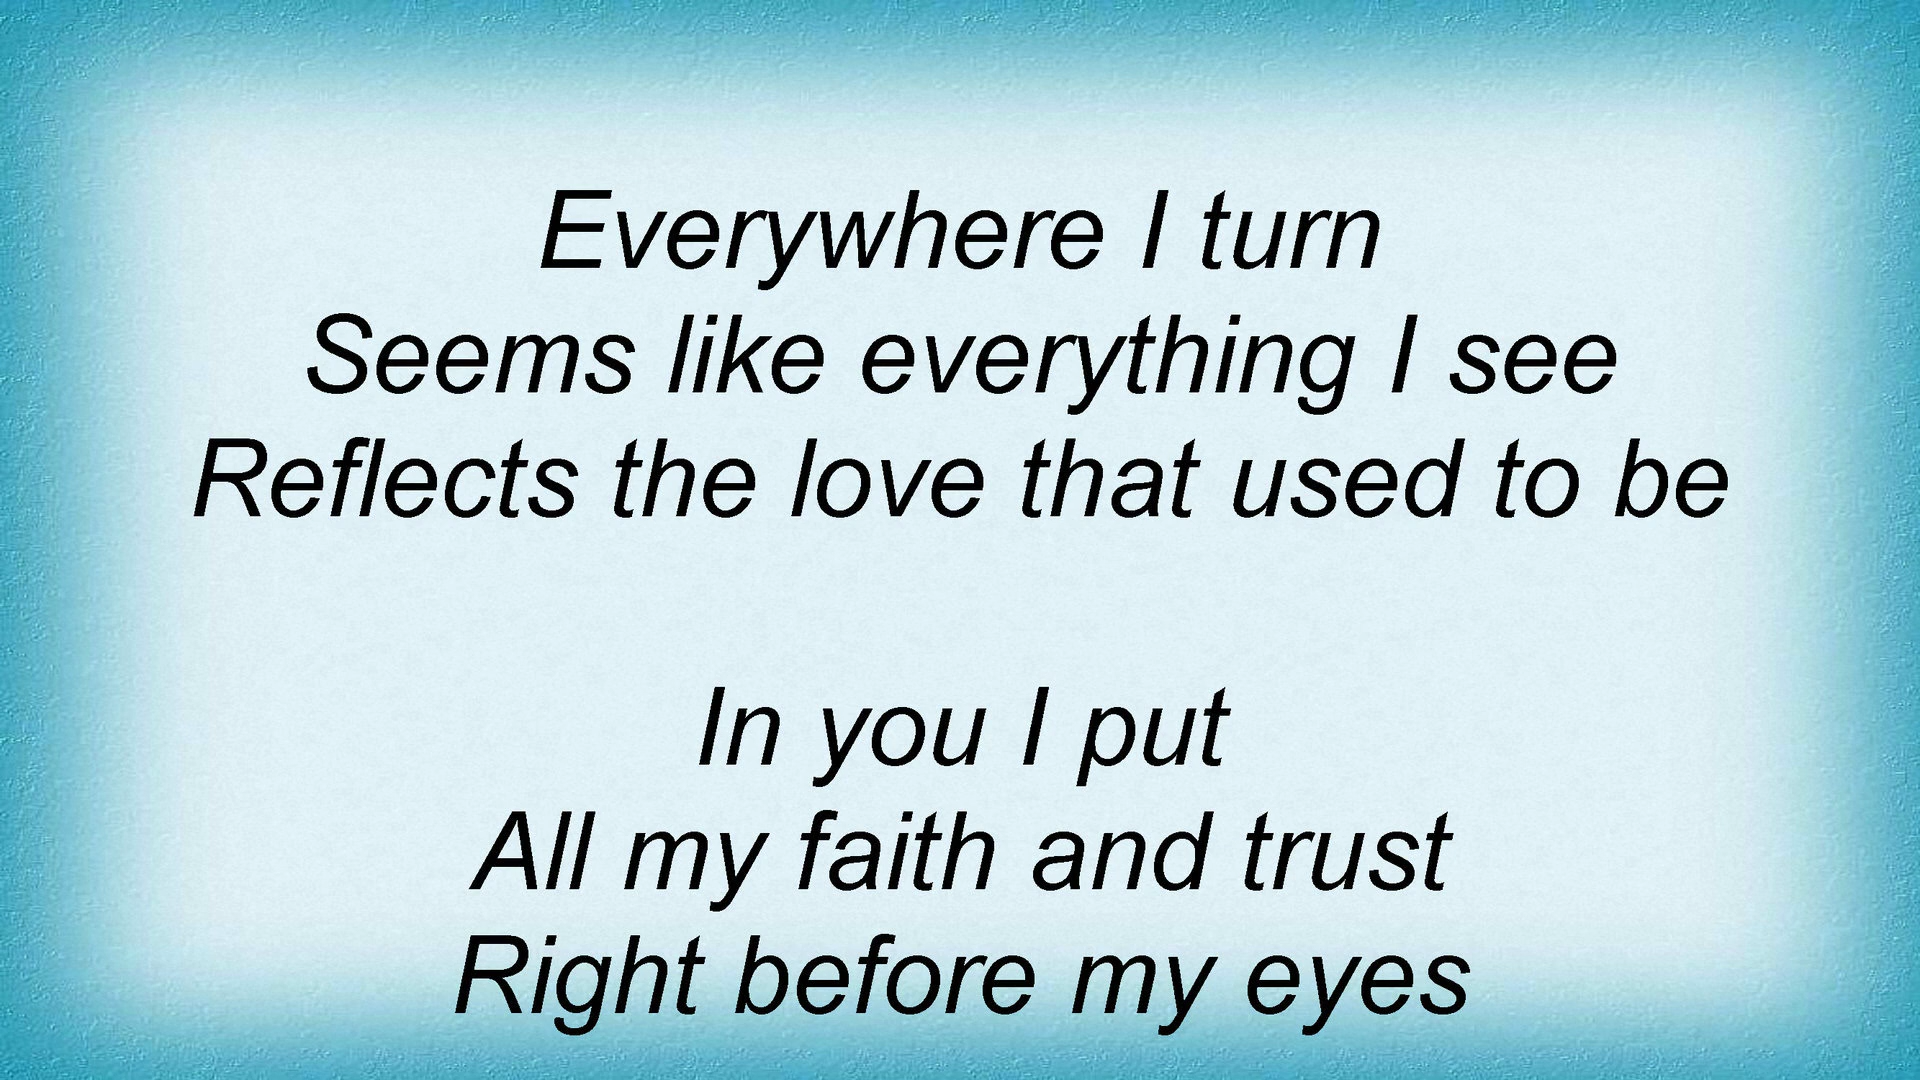 Everywhere I turn
Seems like everything I see
Reflects the love that used to be
In you I put
All my faith and trust
Right before my eyes